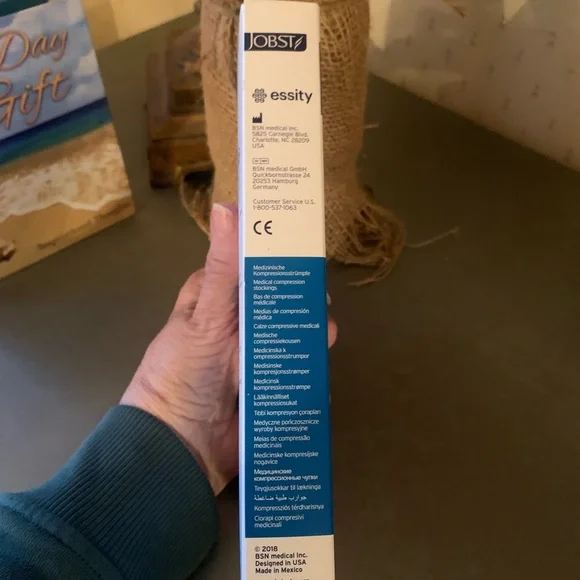 Day
Gift
JOBST
essity
BSN medical Inc.
5825 Carnegie Blvd,
Charlotte, NC 28209
USA
BSN medical GmbH
Quickbornstrasse 24
20253 Hamburg
Germany
Customer Service U.S.
1-800-537-1063
CE
Medizinische
Kompressionsstrümpfe
Medical compression
stockings
Bas de compression
médicale
Medias de compresión
médica
Calze compressive medicali
Medische
compressiekousen
Medicinska k
ompressionsstrumpor
Medisinske
kompresjonsstrømper
Medicinsk
kompressionsstrømpe
Lääkinnälliset
kompressiosukat
Tıbbi kompresyon çorapları
Medyczne pończosznicze
wyroby kompresyjne
Meias de compressão
medicinais
Medicinske kompresijske
nogavice
Медицинские
компрессионные чулки
Teygjusokkar til lækninga
جوارب طبية ضاغطة
Kompressziós térdharisnya
Ciorapi compresivi
medicinali
© 2018
BSN medical Inc.
Designed in USA
Made in Mexico